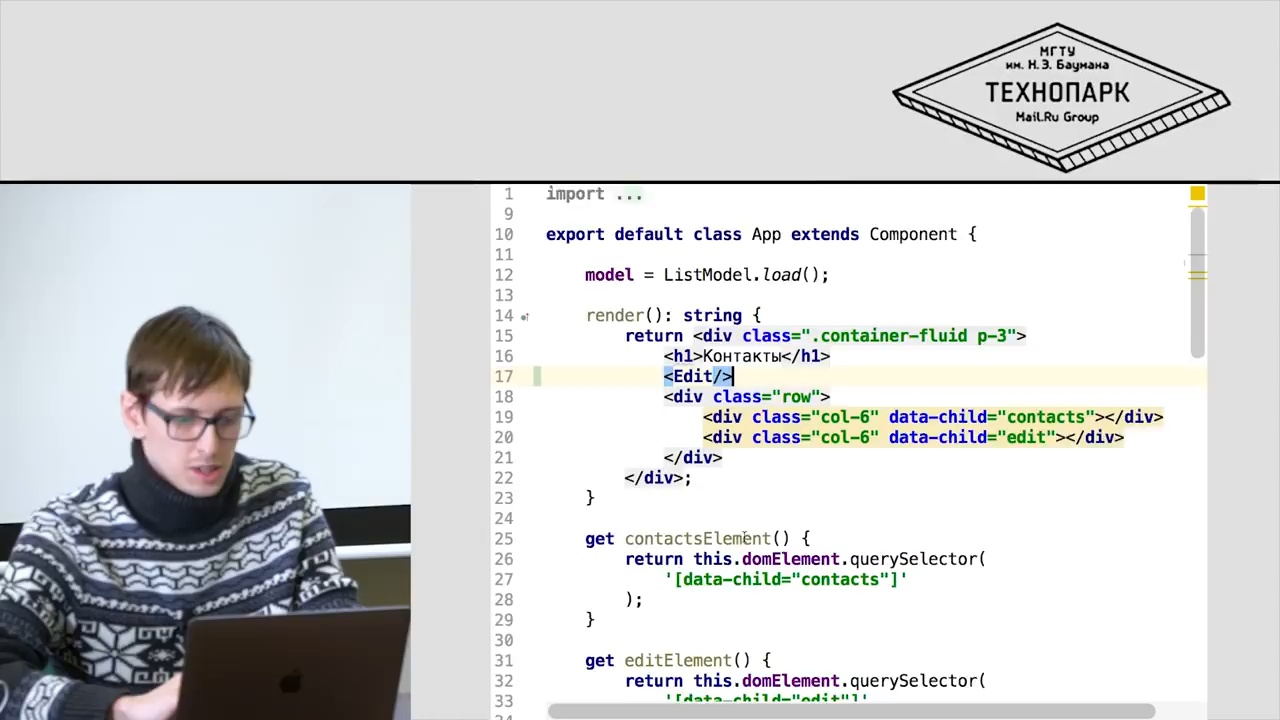 МГТУ
им. Н.Э. Баумана
ТЕХНОПАРК
Mail.Ru Group
1 import ...
9
10 export default class App extends Component {
11
12 model = ListModel.load();
13
14 render(): string {
15 return <div class=".container-fluid p-3">
16 <h1>Контакты</h1>
17 <Edit/>
18 <div class="row">
19 <div class="col-6" data-child="contacts"></div>
20 <div class="col-6" data-child="edit"></div>
21 </div>
22 </div>;
23 }
24
25 get contactsElement() {
26 return this.domElement.querySelector(
27 '[data-child="contacts"]'
28 );
29 }
30
31 get editElement() {
32 return this.domElement.querySelector(
33 '[data-child="edit"]'